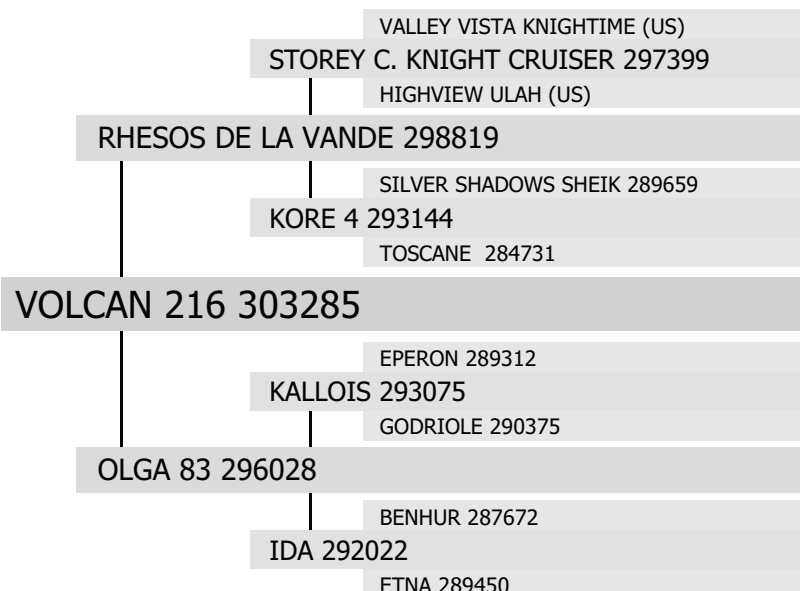 VALLEY VISTA KNIGHTIME (US)
STOREY C. KNIGHT CRUISER 297399
HIGHVIEW ULAH (US)
RHESOS DE LA VANDE 298819
SILVER SHADOWS SHEIK 289659
KORE 4 293144
TOSCANE 284731
VOLCAN 216 303285
EPERON 289312
KALLOIS 293075
GODRIOLE 290375
OLGA 83 296028
BENHUR 287672
IDA 292022
ETNA 289450